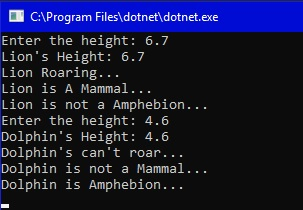 C:\Program Files\dotnet\dotnet.exe
Enter the height: 6.7
Lion's Height: 6.7
Lion Roaring...
Lion is A Mammal...
Lion is not a Amphebion...
Enter the height: 4.6
Dolphin's Height: 4.6
Dolphin's can't roar...
Dolphin is not a Mammal...
Dolphin is Amphebion...